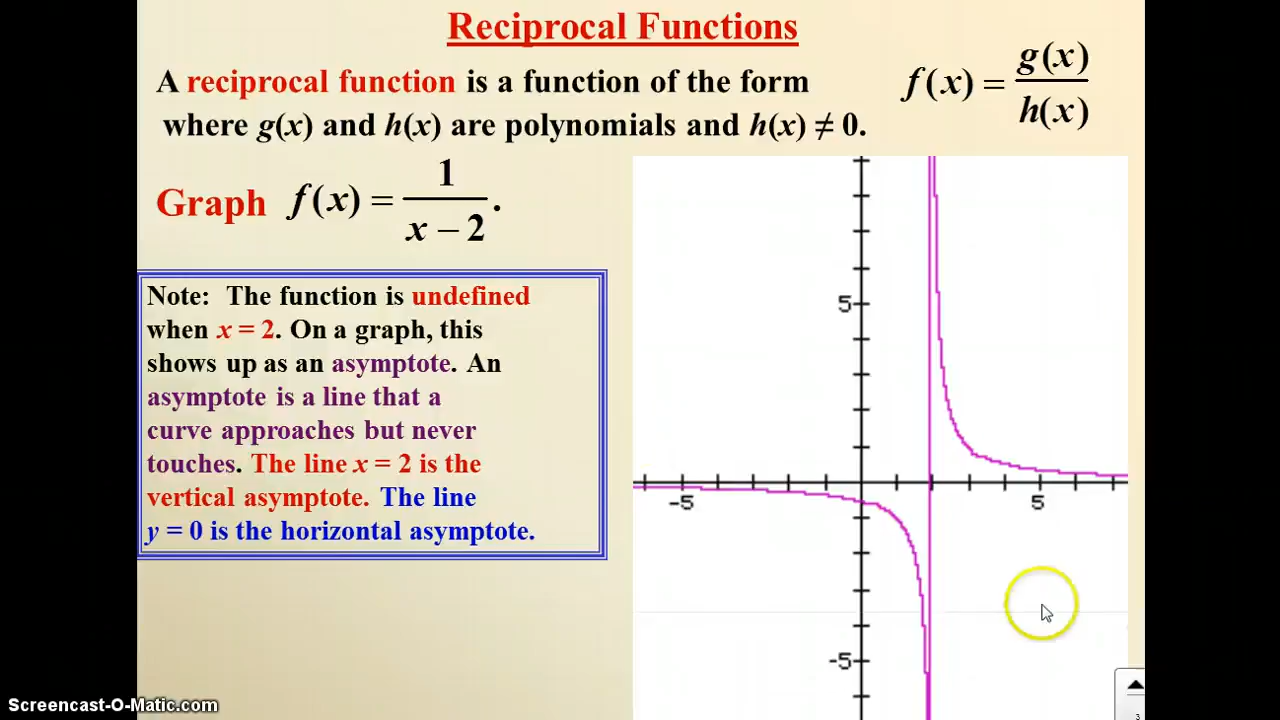 Reciprocal Functions
A reciprocal function is a function of the form f(x) = g(x) / h(x)
where g(x) and h(x) are polynomials and h(x) ≠ 0.
Graph f(x) = 1 / (x − 2).
Note: The function is undefined
when x = 2. On a graph, this
shows up as an asymptote. An
asymptote is a line that a
curve approaches but never
touches. The line x = 2 is the
vertical asymptote. The line
y = 0 is the horizontal asymptote.
5
-5
5
-5
3
Screencast-O-Matic.com